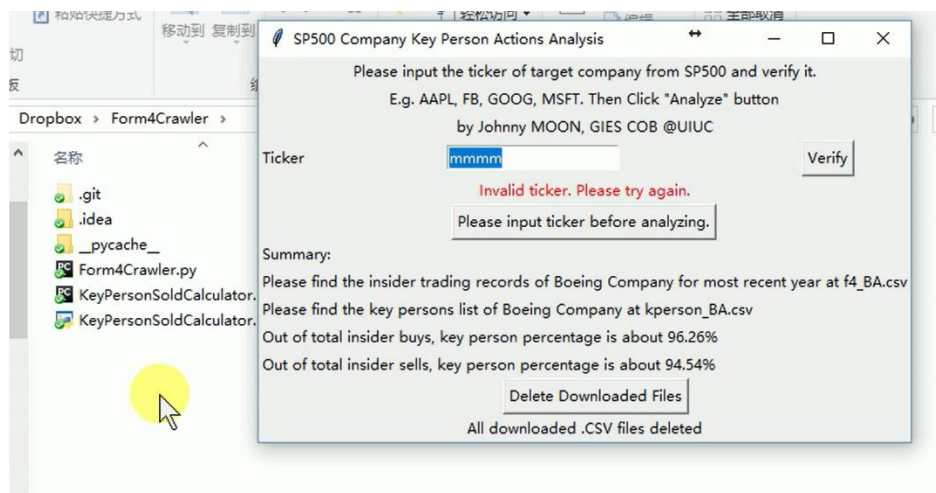 粘贴快捷方式
轻松访问
编辑
全部取消
移动到 复制到
切
Dropbox › Form4Crawler ›
名称
.git
.idea
__pycache__
Form4Crawler.py
KeyPersonSoldCalculator.
KeyPersonSoldCalculator.
SP500 Company Key Person Actions Analysis
Please input the ticker of target company from SP500 and verify it.
E.g. AAPL, FB, GOOG, MSFT. Then Click "Analyze" button
by Johnny MOON, GIES COB @UIUC
Ticker mmmm Verify
Invalid ticker. Please try again.
Please input ticker before analyzing.
Summary:
Please find the insider trading records of Boeing Company for most recent year at f4_BA.csv
Please find the key persons list of Boeing Company at kperson_BA.csv
Out of total insider buys, key person percentage is about 96.26%
Out of total insider sells, key person percentage is about 94.54%
Delete Downloaded Files
All downloaded .CSV files deleted